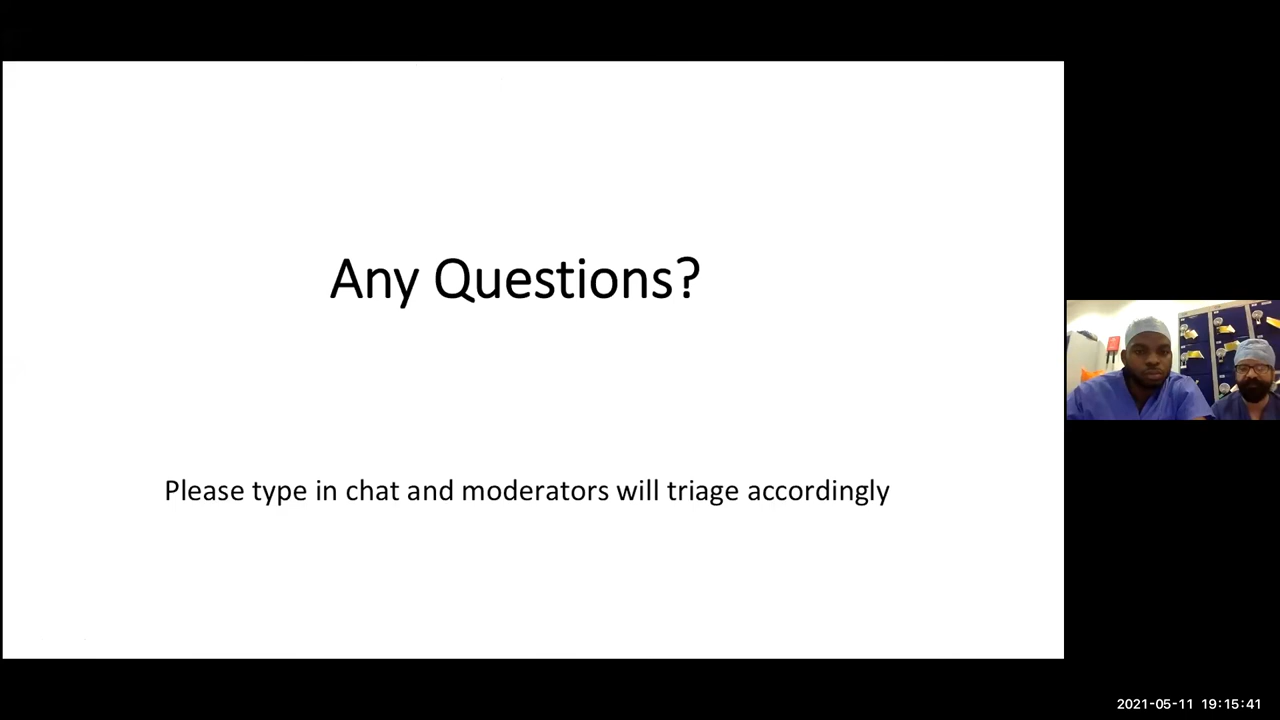 Any Questions?
Please type in chat and moderators will triage accordingly
2021-05-11 19:15:41